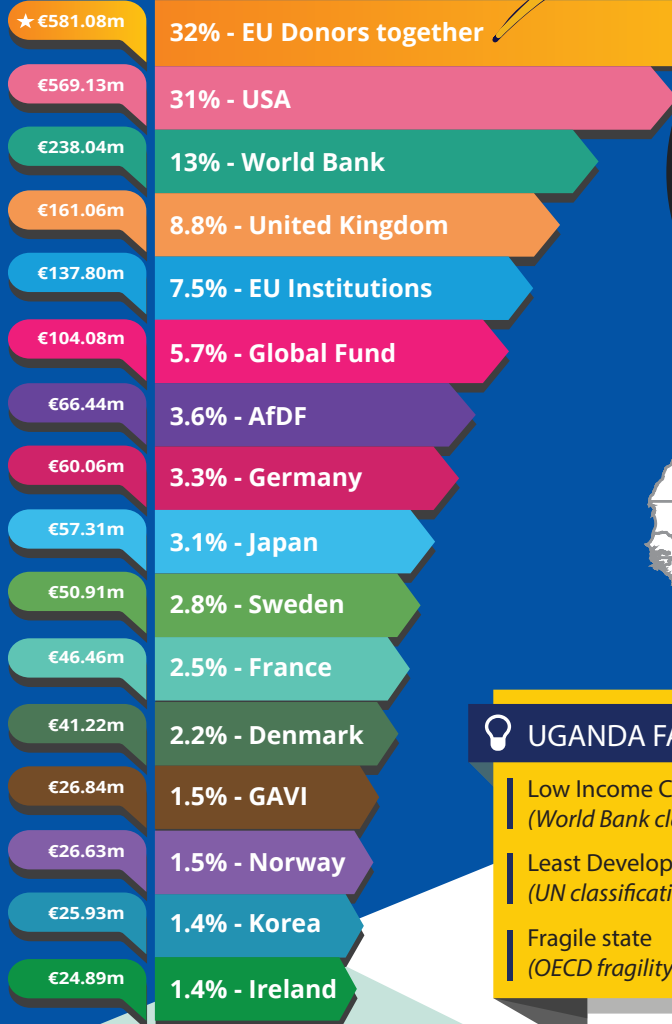 ★ €581.08m 32% - EU Donors together
€569.13m 31% - USA
€238.04m 13% - World Bank
€161.06m 8.8% - United Kingdom
€137.80m 7.5% - EU Institutions
€104.08m 5.7% - Global Fund
€66.44m 3.6% - AfDF
€60.06m 3.3% - Germany
€57.31m 3.1% - Japan
€50.91m 2.8% - Sweden
€46.46m 2.5% - France
€41.22m 2.2% - Denmark
€26.84m 1.5% - GAVI
€26.63m 1.5% - Norway
€25.93m 1.4% - Korea
€24.89m 1.4% - Ireland
UGANDA FA
Low Income C
(World Bank cl
Least Develop
(UN classificati
Fragile state
(OECD fragility